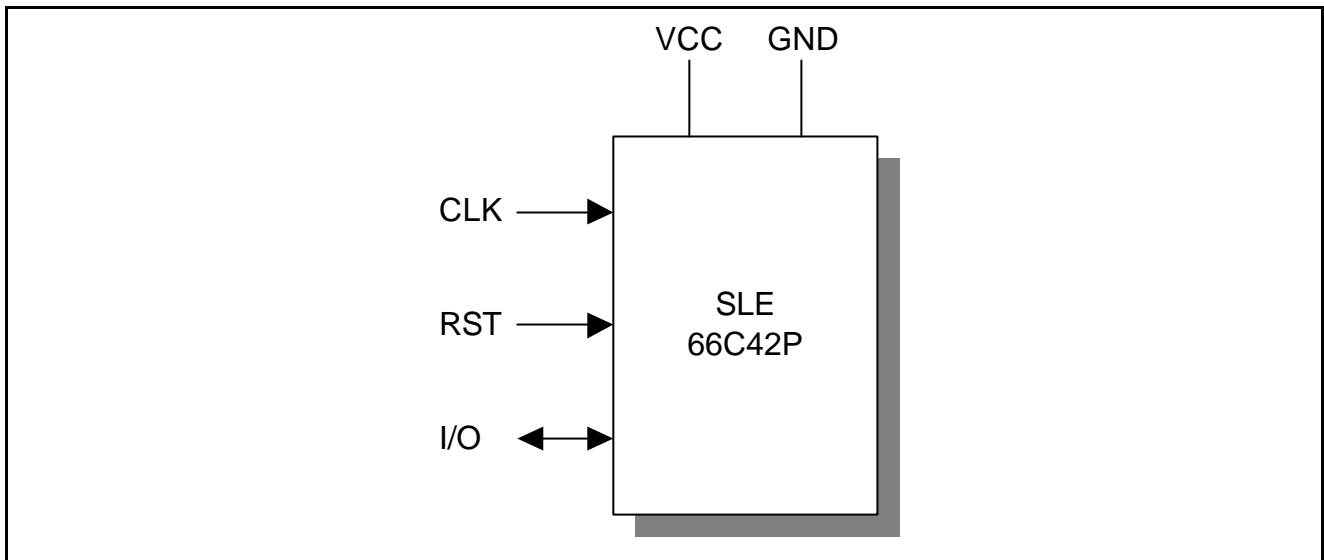 VCC GND
CLK
RST
SLE
66C42P
I/O